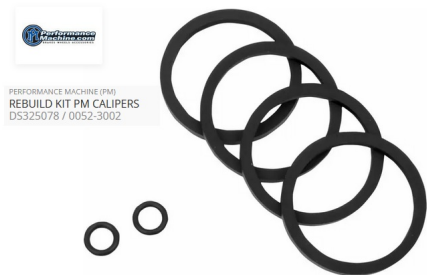 Performance
Machine.com
PERFORMANCE MACHINE (PM)
REBUILD KIT PM CALIPERS
DS325078 / 0052-3002